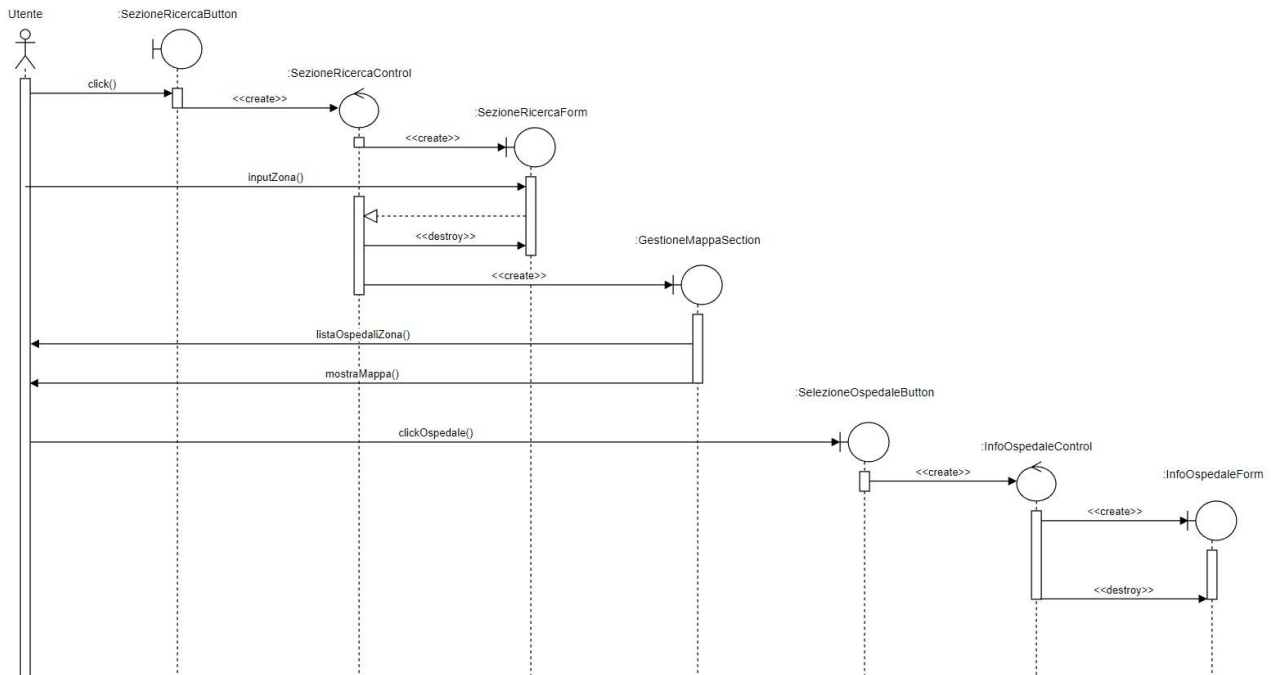 Utente
:SezioneRicercaButton
:SezioneRicercaControl
click()
<<create>>
:SezioneRicercaForm
<<create>>
inputZona()
<<destroy>>
:GestioneMappaSection
<<create>>
listaOspedaliZona()
mostraMappa()
:SelezioneOspedaleButton
clickOspedale()
:InfoOspedaleControl
<<create>>
:InfoOspedaleForm
<<create>>
<<destroy>>